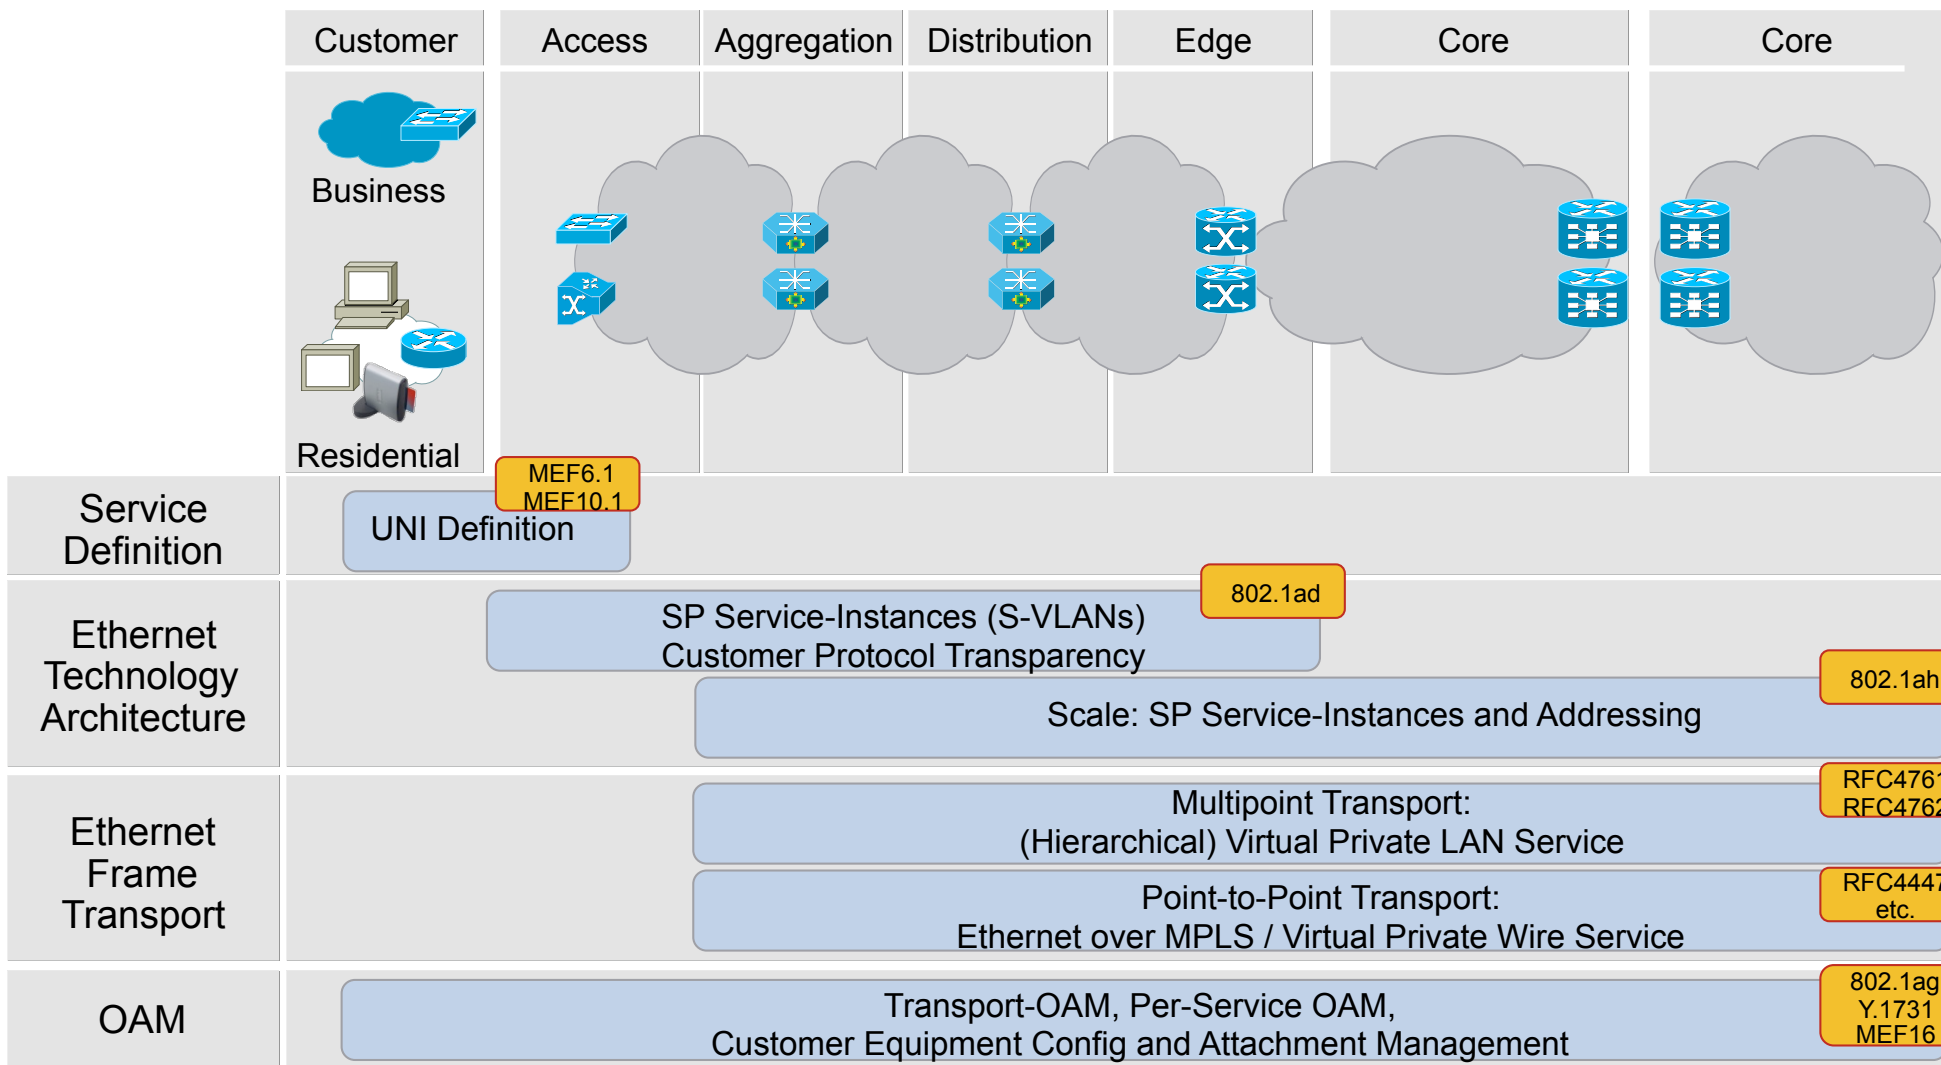 Customer
Access
Aggregation
Distribution
Edge
Core
Core
Business
Residential
Service
Definition
MEF6.1
MEF10.1
UNI Definition
Ethernet
Technology
Architecture
802.1ad
SP Service-Instances (S-VLANs)
Customer Protocol Transparency
802.1ah
Scale: SP Service-Instances and Addressing
Ethernet
Frame
Transport
RFC4761
RFC4762
Multipoint Transport:
(Hierarchical) Virtual Private LAN Service
RFC4447
etc.
Point-to-Point Transport:
Ethernet over MPLS / Virtual Private Wire Service
OAM
802.1ag
Y.1731
MEF16
Transport-OAM, Per-Service OAM,
Customer Equipment Config and Attachment Management